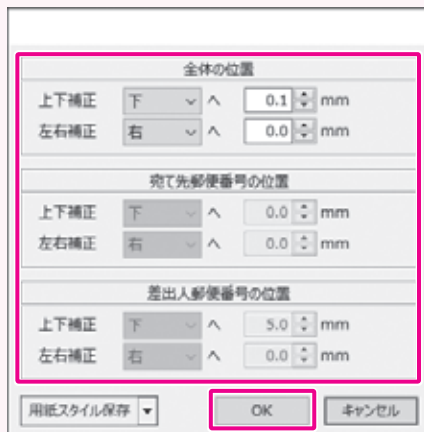 全体の位置
上下補正 下 へ 0.1 mm
左右補正 右 へ 0.0 mm
宛て先郵便番号の位置
上下補正 下 へ 0.0 mm
左右補正 右 へ 0.0 mm
差出人郵便番号の位置
上下補正 下 へ 5.0 mm
左右補正 右 へ 0.0 mm
用紙スタイル保存 OK キャンセル